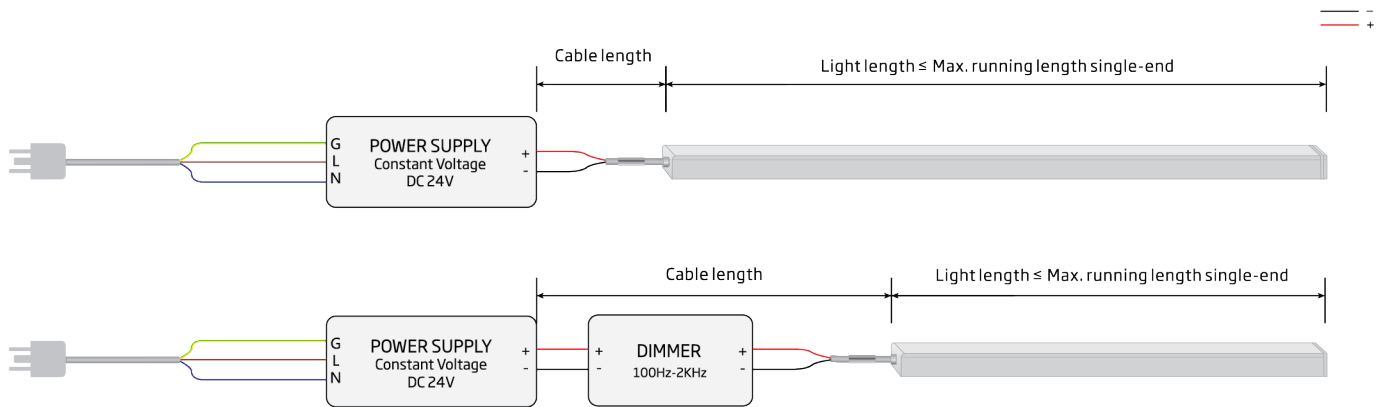 -
+
Cable length
Light length ≤ Max. running length single-end
G
L
N
POWER SUPPLY
Constant Voltage
DC 24V
+
-
Cable length
Light length ≤ Max. running length single-end
G
L
N
POWER SUPPLY
Constant Voltage
DC 24V
+
-
+
-
DIMMER
100Hz-2KHz
+
-